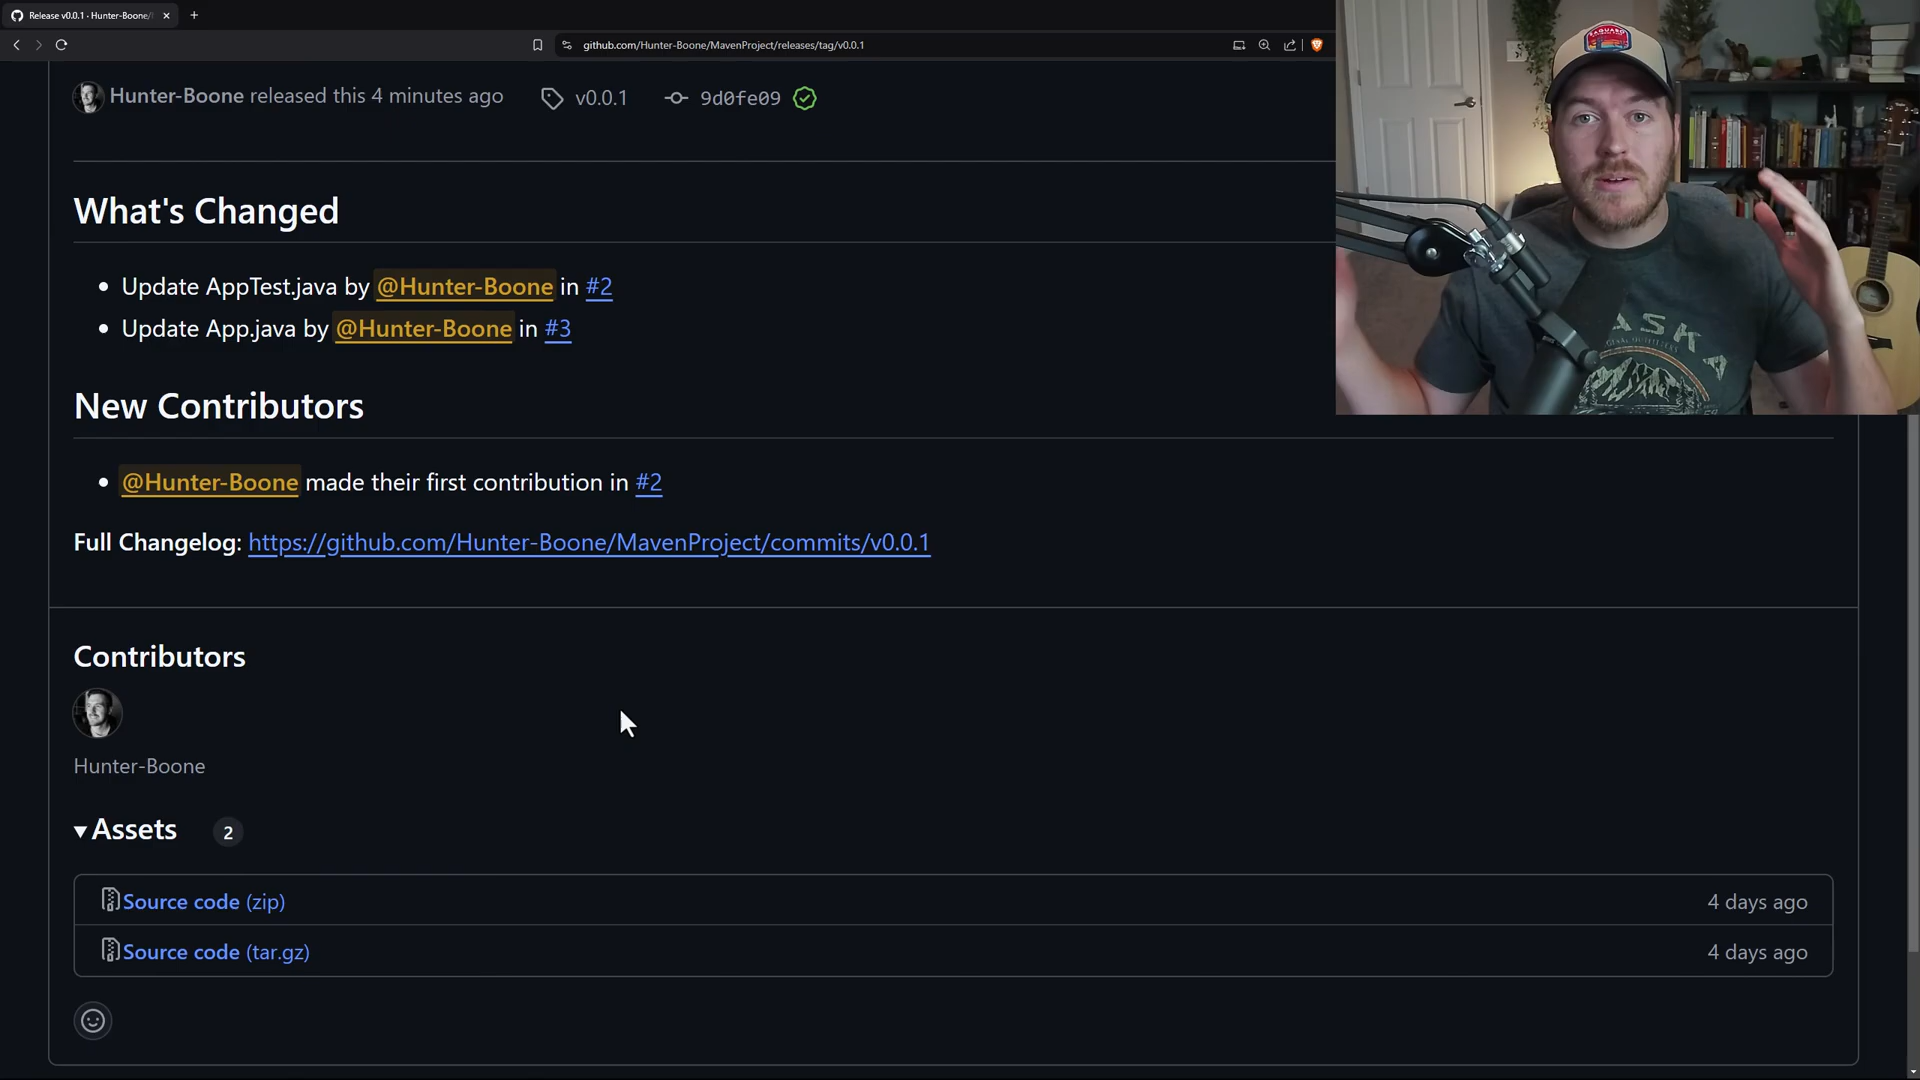 Release v0.0.1 · Hunter-Boone/
github.com/Hunter-Boone/MavenProject/releases/tag/v0.0.1
Hunter-Boone released this 4 minutes ago v0.0.1 9d0fe09
What's Changed
Update AppTest.java by @Hunter-Boone in #2
Update App.java by @Hunter-Boone in #3
New Contributors
@Hunter-Boone made their first contribution in #2
Full Changelog: https://github.com/Hunter-Boone/MavenProject/commits/v0.0.1
Contributors
Hunter-Boone
Assets 2
Source code (zip) 4 days ago
Source code (tar.gz) 4 days ago